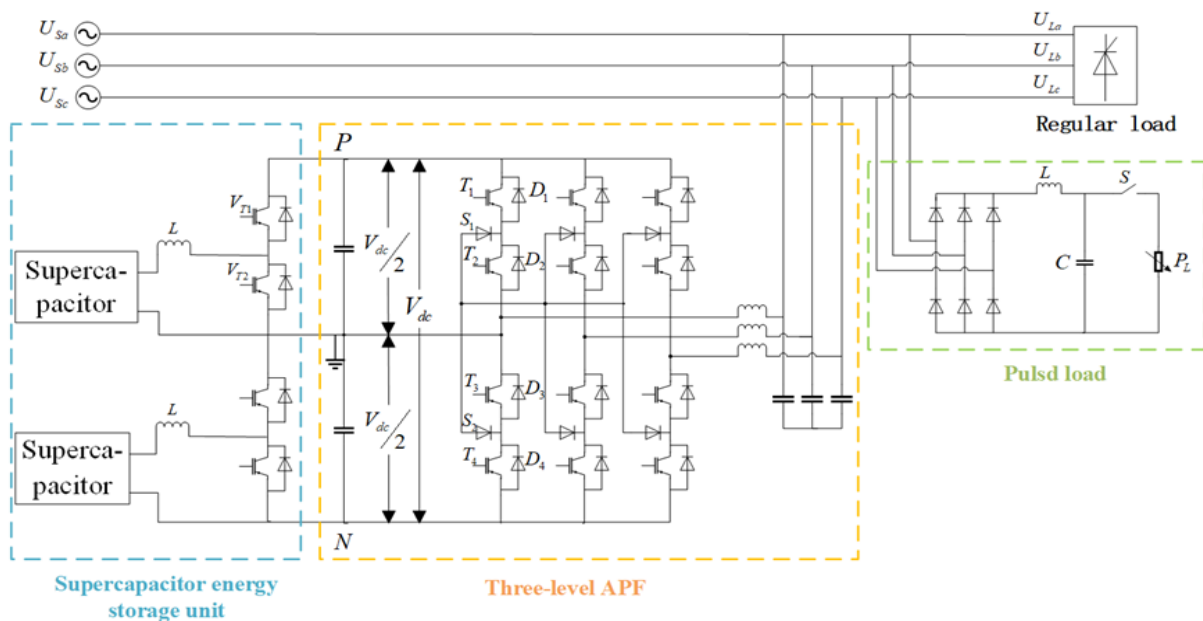 U_Sa
U_Sb
U_Sc
U_La
U_Lb
U_Lc
Regular load
P
V_T1
L
V_T2
Superca-
pacitor
L
Superca-
pacitor
V_dc/2
V_dc
V_dc/2
N
T_1
D_1
S_1
T_2
D_2
T_3
D_3
S_2
T_4
D_4
L
S
C
P_L
Pulsd load
Supercapacitor energy
storage unit
Three-level APF